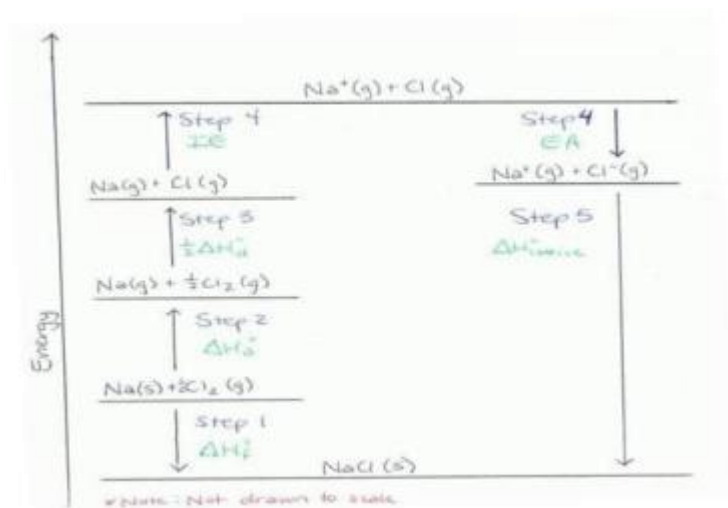 Na⁺(g) + Cl(g)
Step 4
IE
Step 4
EA
Na(g) + Cl(g)
Na⁺(g) + Cl⁻(g)
Step 3
Step 5
½ΔH°
ΔH°
Na(g) + ½Cl₂(g)
Step 2
ΔH°
Energy
Na(s) + ½Cl₂(g)
Step 1
ΔH°
NaCl(s)
*Note: Not drawn to scale